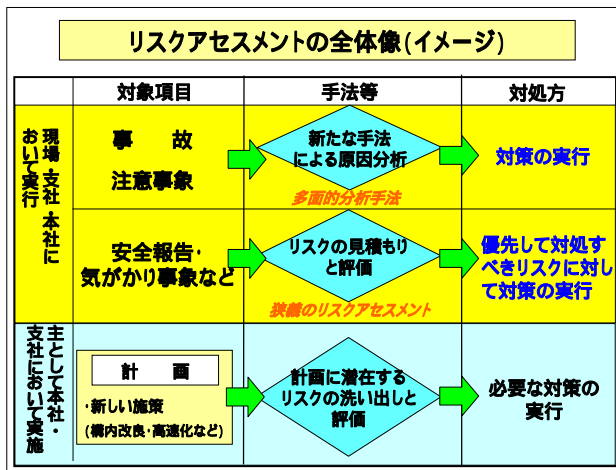 リスクアセスメントの全体像(イメージ)
対象項目
手法等
対処方
現場・支社・本社に
おいて実行
事　故
注意事象
新たな手法
による原因分析
多面的分析手法
対策の実行
安全報告・
気がかり事象など
リスクの見積もり
と評価
狭義のリスクアセスメント
優先して対処す
べきリスクに対し
て対策の実行
主として本社・
支社において実施
計　画
・新しい施策
(構内改良・高速化など)
計画に潜在する
リスクの洗い出しと
評価
必要な対策の
実行